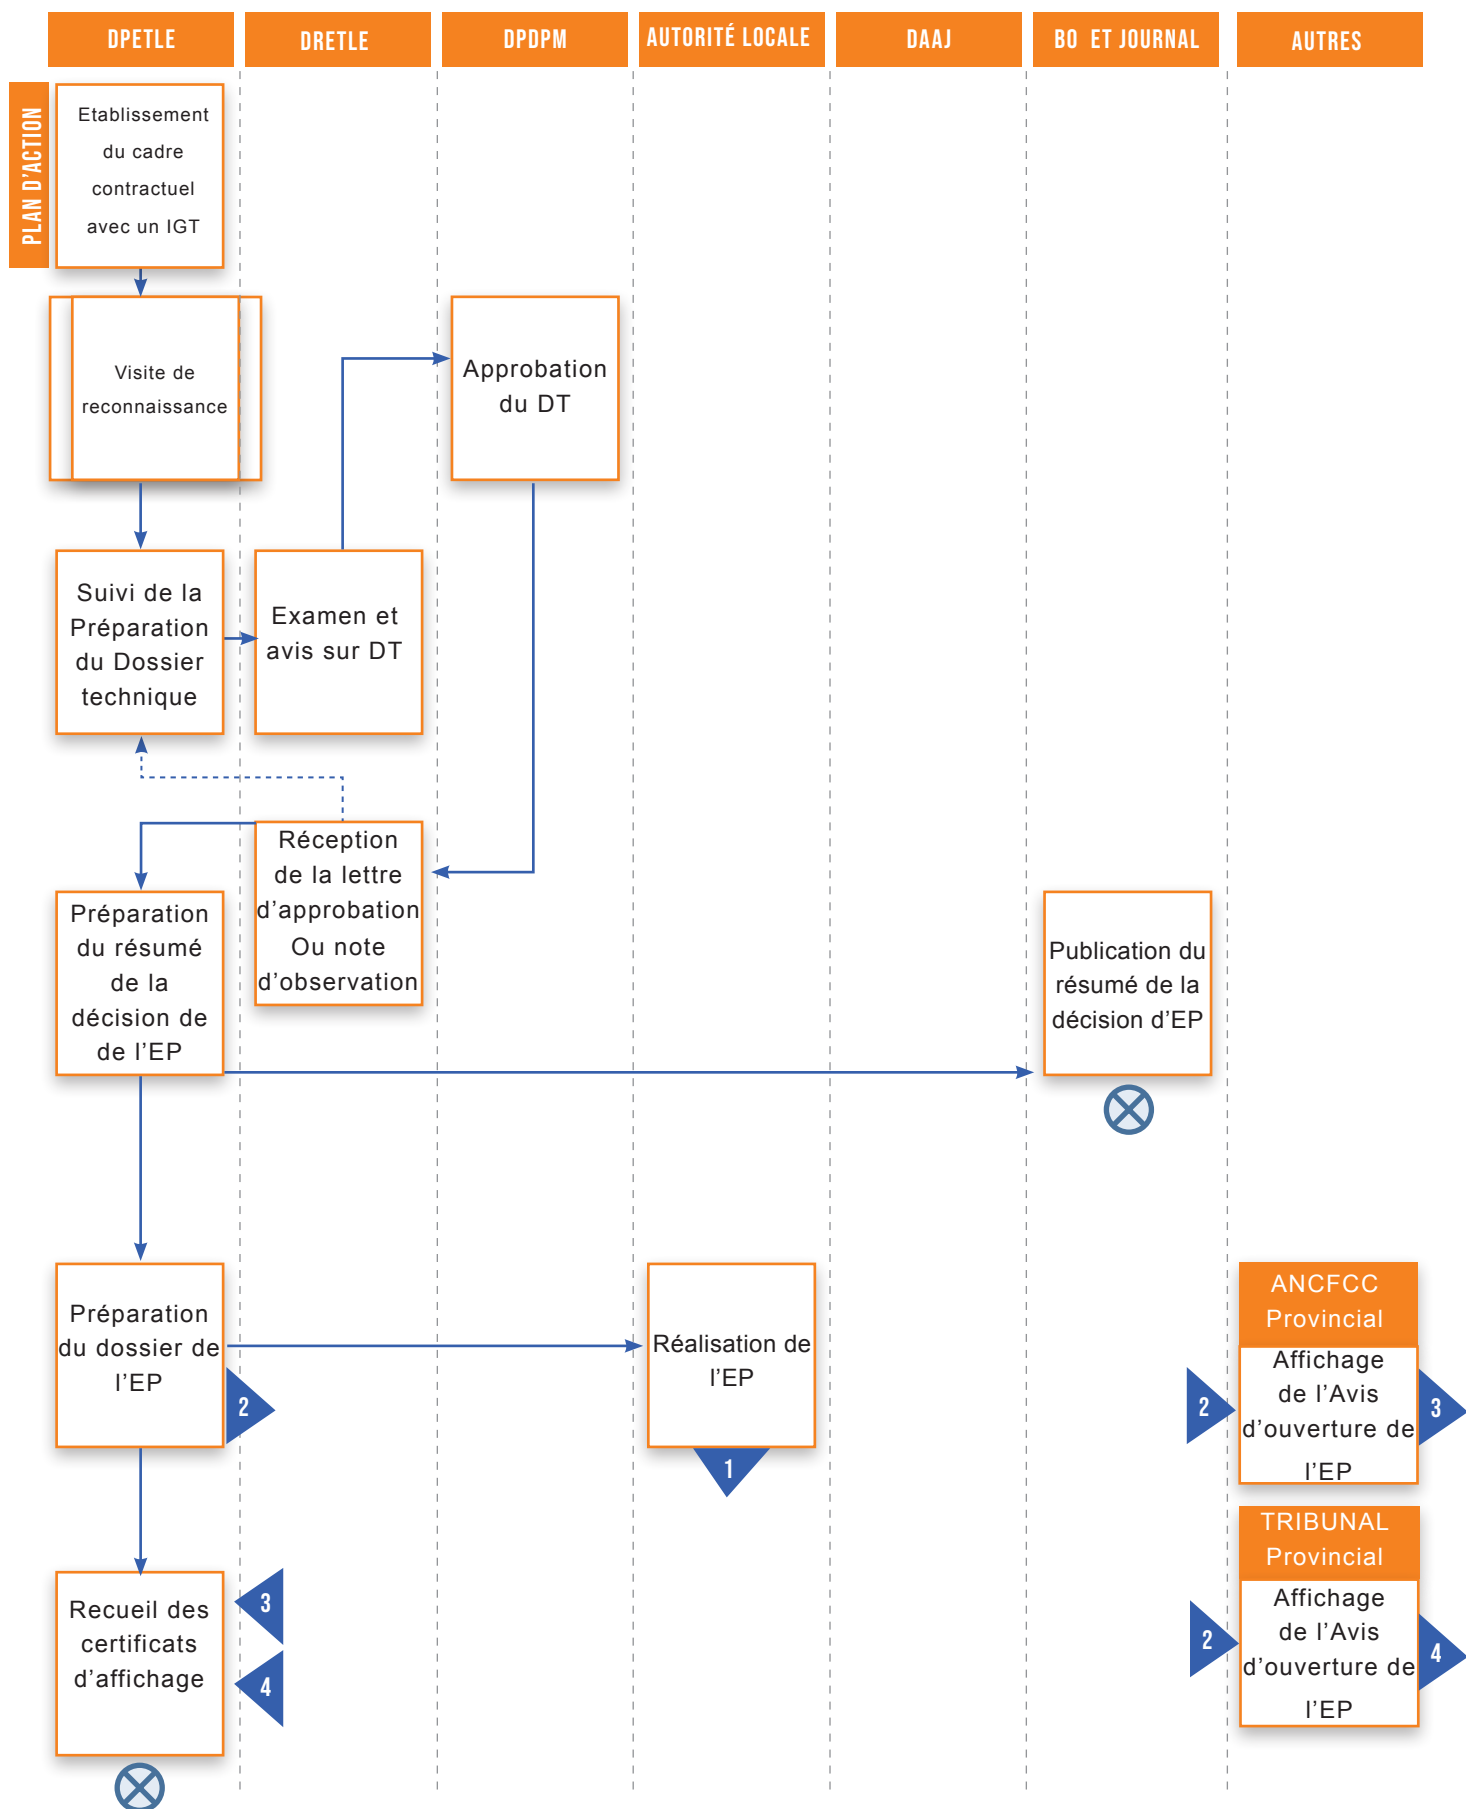 DPETLE
DRETLE
DPDPM
AUTORITÉ LOCALE
DAAJ
BO ET JOURNAL
AUTRES
PLAN D'ACTION
Etablissement
du cadre
contractuel
avec un IGT
Visite de
reconnaissance
Approbation
du DT
Suivi de la
Préparation
du Dossier
technique
Examen et
avis sur DT
Réception
de la lettre
d'approbation
Ou note
d'observation
Préparation
du résumé
de la
décision de
de l'EP
Publication du
résumé de la
décision d'EP
Préparation
du dossier de
l'EP
2
Réalisation de
l'EP
1
ANCFCC
Provincial
2
Affichage
de l'Avis
d'ouverture de
l'EP
3
TRIBUNAL
Provincial
2
Affichage
de l'Avis
d'ouverture de
l'EP
4
Recueil des
certificats
d'affichage
3
4